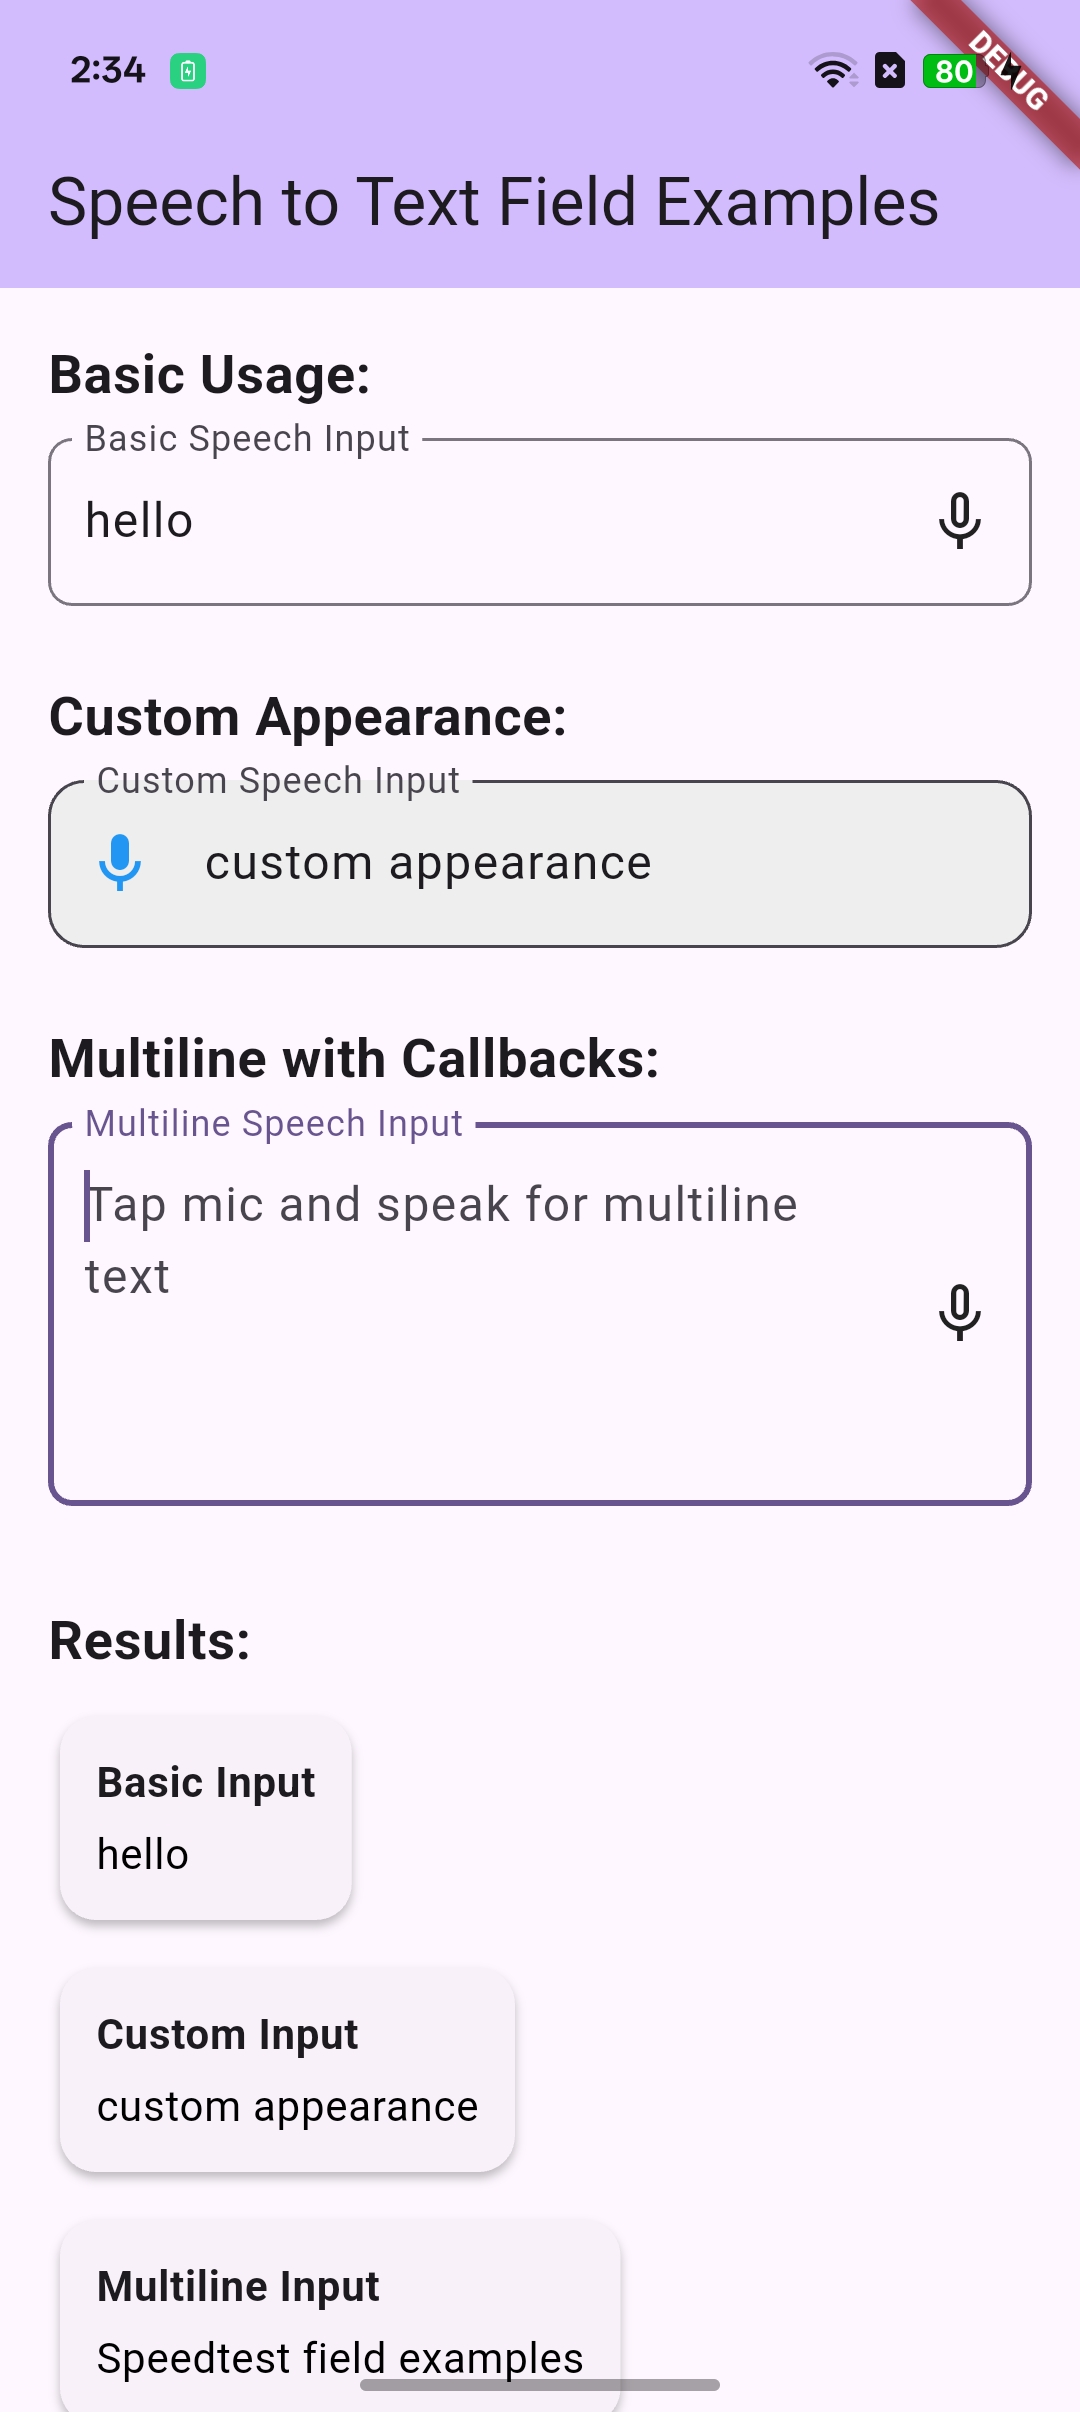 2:34
80
DEBUG
Speech to Text Field Examples
Basic Usage:
Basic Speech Input
hello
Custom Appearance:
Custom Speech Input
custom appearance
Multiline with Callbacks:
Multiline Speech Input
Tap mic and speak for multiline
text
Results:
Basic Input
hello
Custom Input
custom appearance
Multiline Input
Speedtest field examples